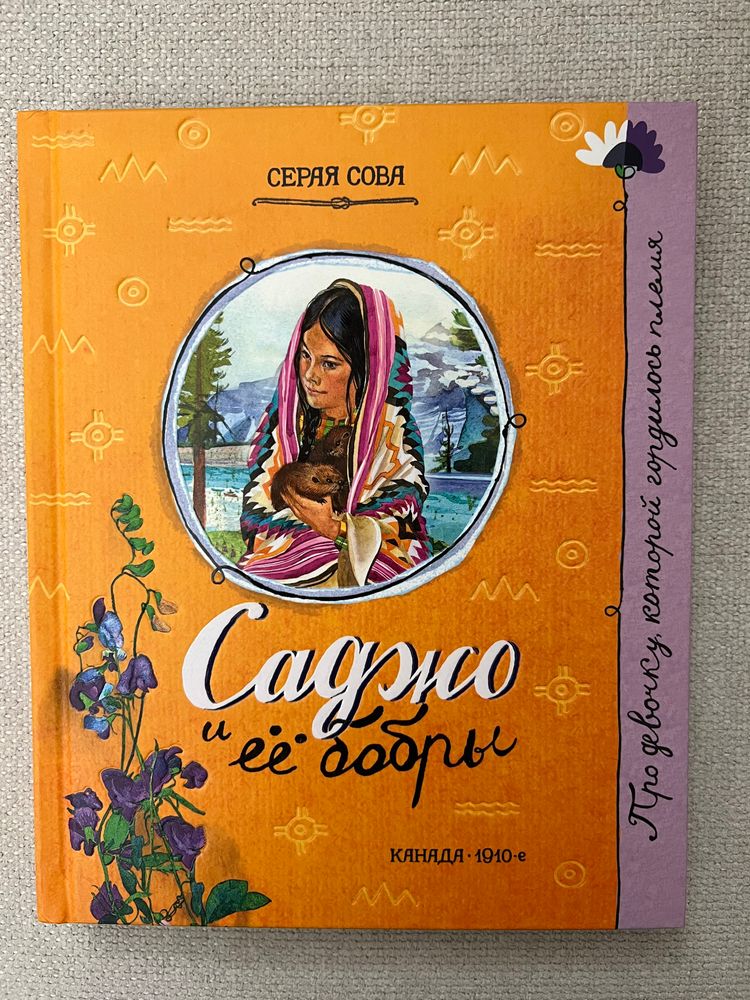 СЕРАЯ СОВА
Саджо
и её бобры
КАНАДА · 1910-е
Про девочку, которой гордилось племя